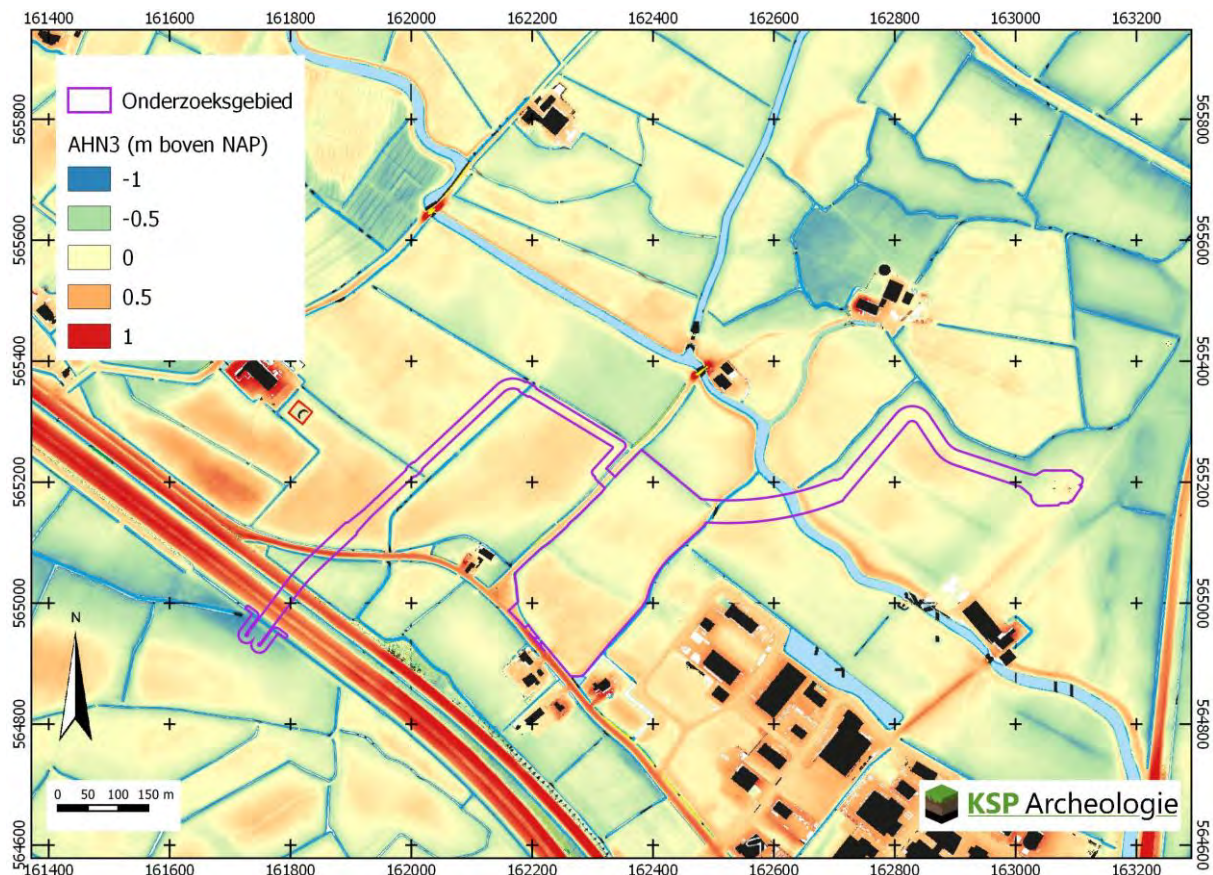 161400 161600 161800 162000 162200 162400 162600 162800 163000 163200
565800 565800
565600 565600
565400 565400
565200 565200
565000 565000
564800 564800
564600 564600
Onderzoeksgebied
AHN3 (m boven NAP)
-1
-0.5
0
0.5
1
N
0 50 100 150 m
KSP Archeologie
161400 161600 161800 162000 162200 162400 162600 162800 163000 163200